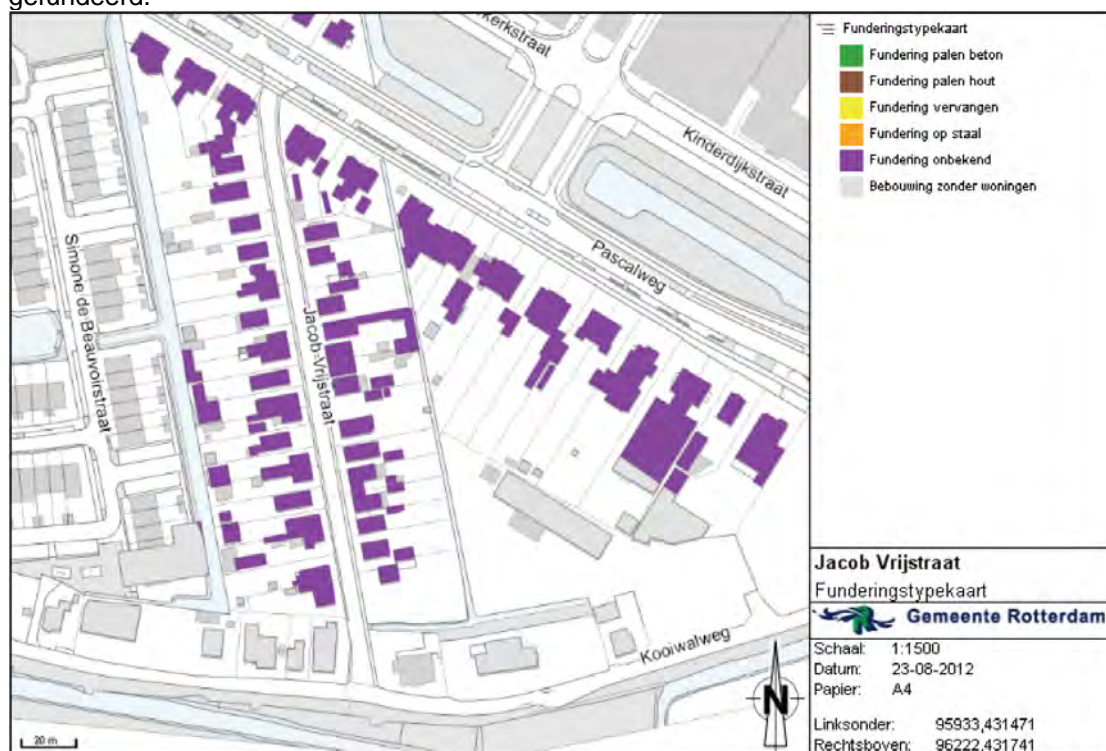 gefundeerd.
Kerkstraat
Kinderdijkstraat
Pascalweg
Simone de Beauvoirstraat
Jacob Vrijstraat
Kooiwalweg
N
20 m
Funderingstypekaart
Fundering palen beton
Fundering palen hout
Fundering vervangen
Fundering op staal
Fundering onbekend
Bebouwing zonder woningen
Jacob Vrijstraat
Funderingstypekaart
Gemeente Rotterdam
Schaal: 1:1500
Datum: 23-08-2012
Papier: A4
Linksonder: 95933,431471
Rechtsboven: 96222,431741